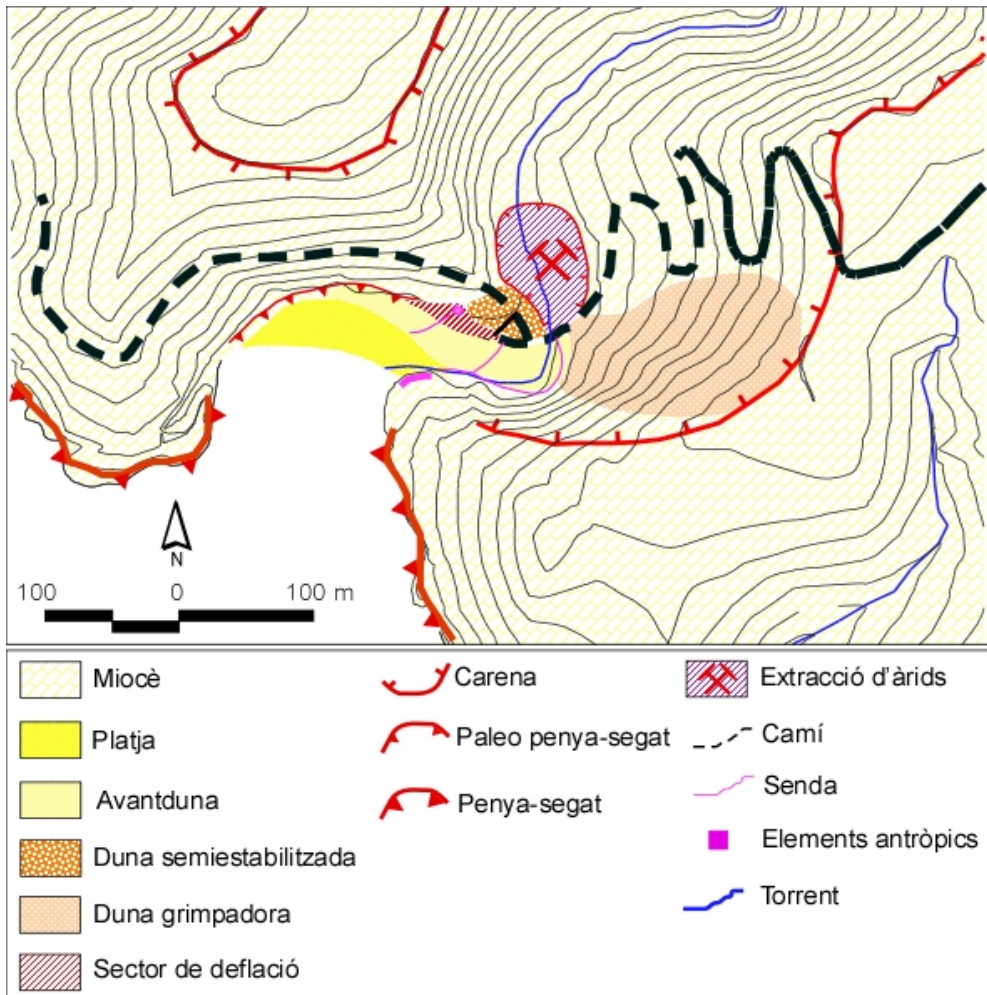 N
100 0 100 m
Miocè
Platja
Avantduna
Duna semiestabilitzada
Duna grimpadora
Sector de deflació
Carena
Paleo penya-segat
Penya-segat
Extracció d'àrids
Camí
Senda
Elements antròpics
Torrent